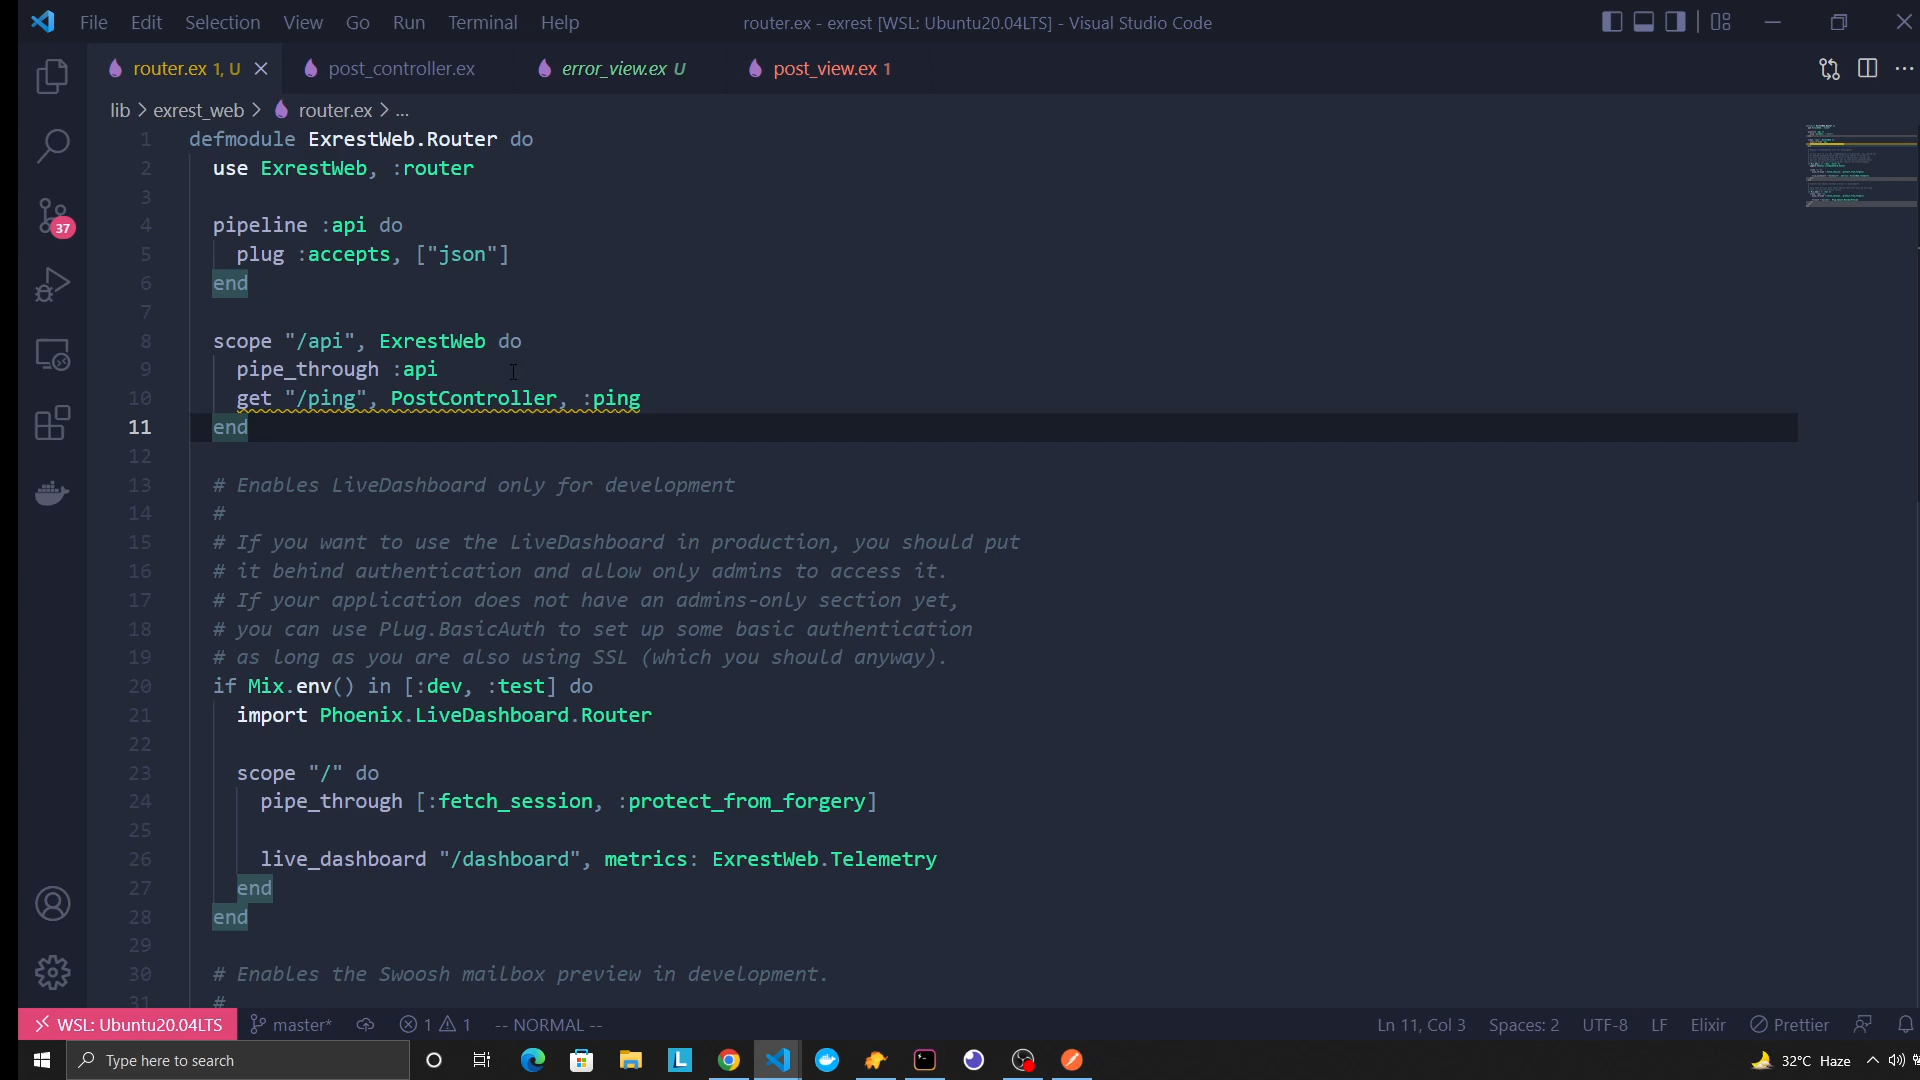 File Edit Selection View Go Run Terminal Help router.ex - exrest [WSL: Ubuntu20.04LTS] - Visual Studio Code
router.ex 1, U post_controller.ex error_view.ex U post_view.ex 1
lib > exrest_web > router.ex > ...
1 defmodule ExrestWeb.Router do
2 use ExrestWeb, :router
3
4 pipeline :api do
5 plug :accepts, ["json"]
6 end
7
8 scope "/api", ExrestWeb do
9 pipe_through :api
10 get "/ping", PostController, :ping
11 end
12
13 # Enables LiveDashboard only for development
14 #
15 # If you want to use the LiveDashboard in production, you should put
16 # it behind authentication and allow only admins to access it.
17 # If your application does not have an admins-only section yet,
18 # you can use Plug.BasicAuth to set up some basic authentication
19 # as long as you are also using SSL (which you should anyway).
20 if Mix.env() in [:dev, :test] do
21 import Phoenix.LiveDashboard.Router
22
23 scope "/" do
24 pipe_through [:fetch_session, :protect_from_forgery]
25
26 live_dashboard "/dashboard", metrics: ExrestWeb.Telemetry
27 end
28 end
29
30 # Enables the Swoosh mailbox preview in development.
31 #
37
WSL: Ubuntu20.04LTS master* 1 1 -- NORMAL -- Ln 11, Col 3 Spaces: 2 UTF-8 LF Elixir Prettier
Type here to search 32°C Haze